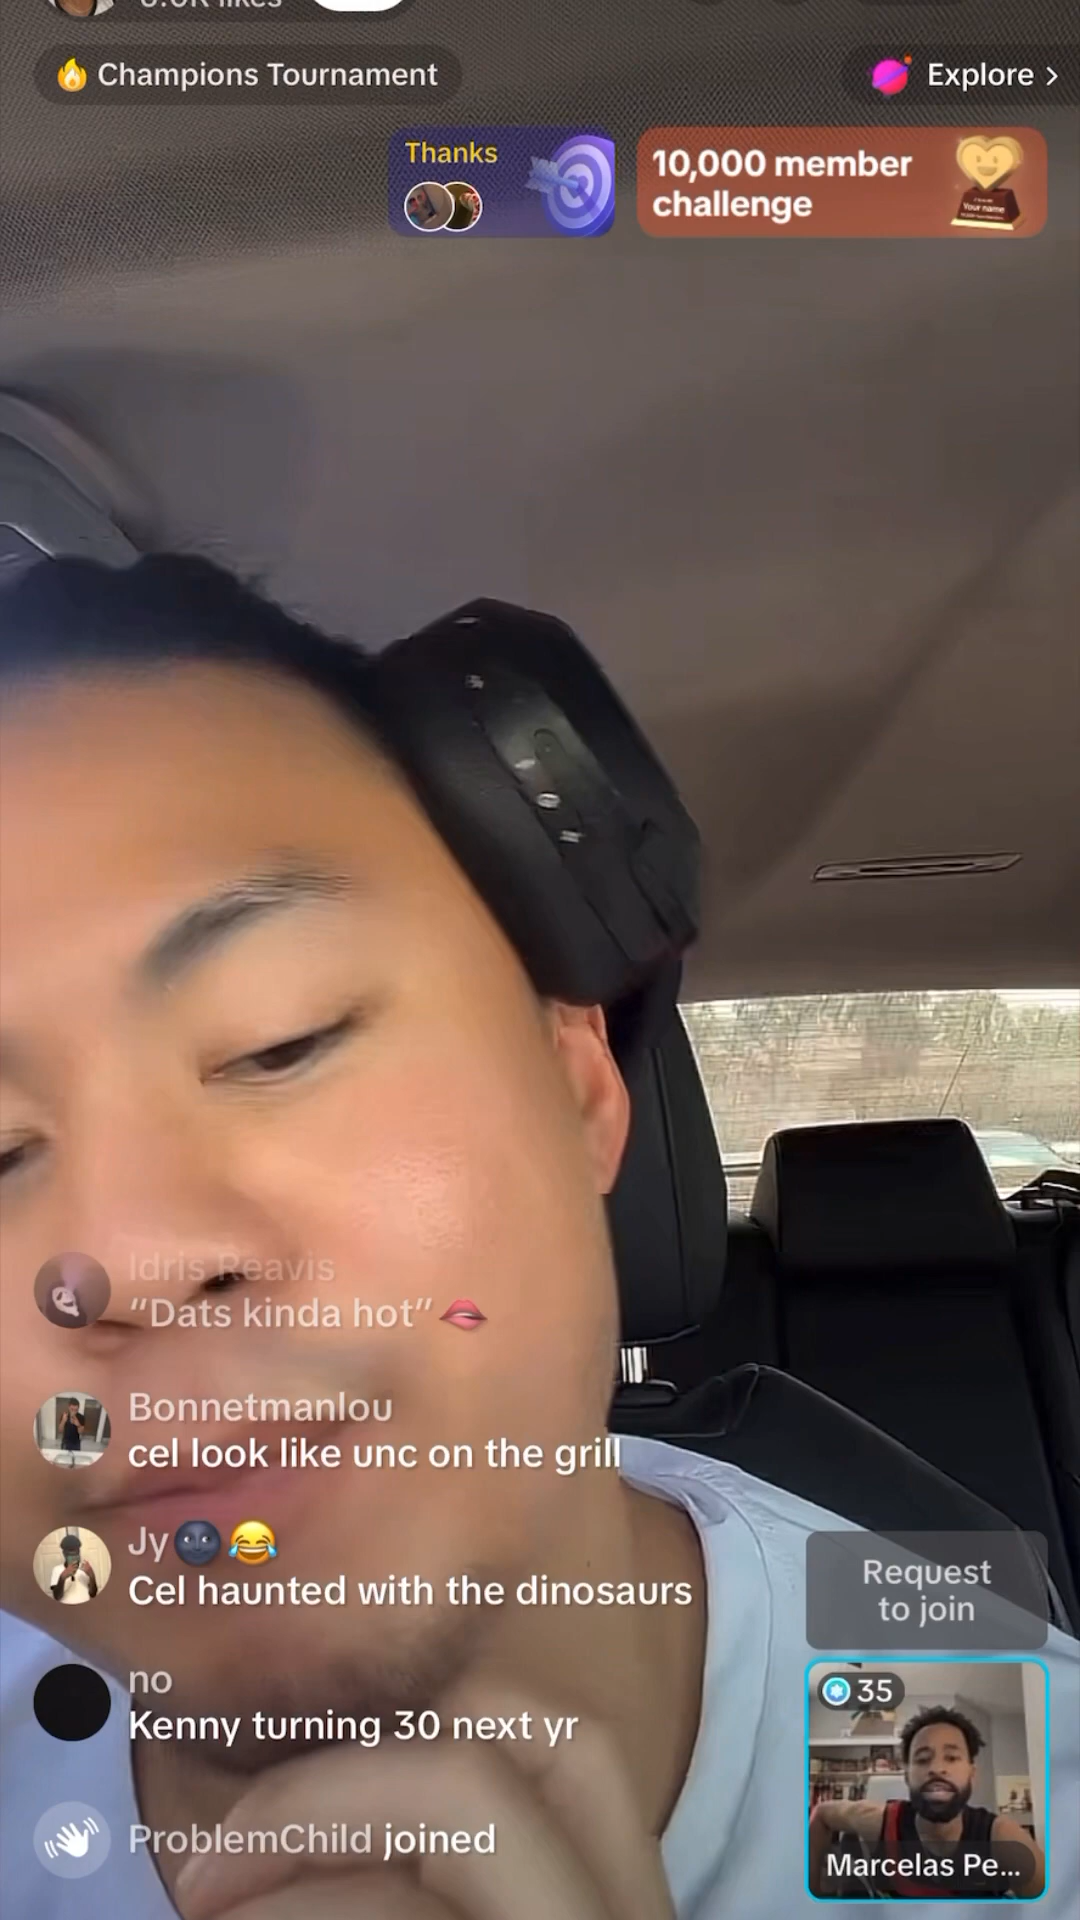 🔥 Champions Tournament
Explore >
Thanks
10,000 member
challenge
Your name
Idris Reavis
“Dats kinda hot”🫦
Bonnetmanlou
cel look like unc on the grill
Jy🌚😂
Cel haunted with the dinosaurs
no
Kenny turning 30 next yr
ProblemChild joined
Request
to join
35
Marcelas Pe...